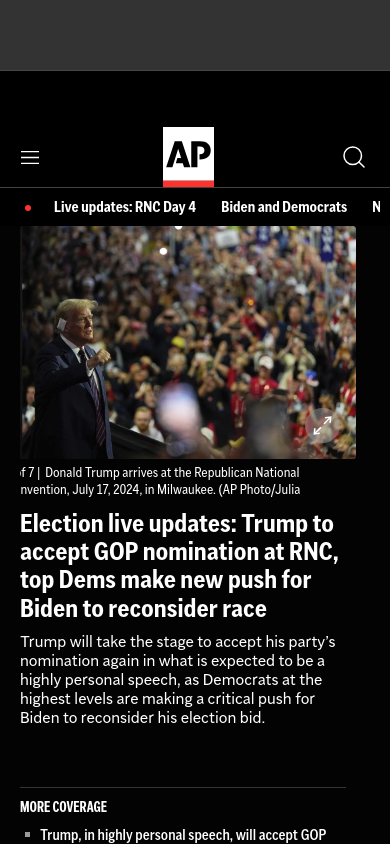 AP
Live updates: RNC Day 4 Biden and Democrats N
of 7 | Donald Trump arrives at the Republican National
nvention, July 17, 2024, in Milwaukee. (AP Photo/Julia
Election live updates: Trump to
accept GOP nomination at RNC,
top Dems make new push for
Biden to reconsider race
Trump will take the stage to accept his party’s
nomination again in what is expected to be a
highly personal speech, as Democrats at the
highest levels are making a critical push for
Biden to reconsider his election bid.
MORE COVERAGE
Trump, in highly personal speech, will accept GOP